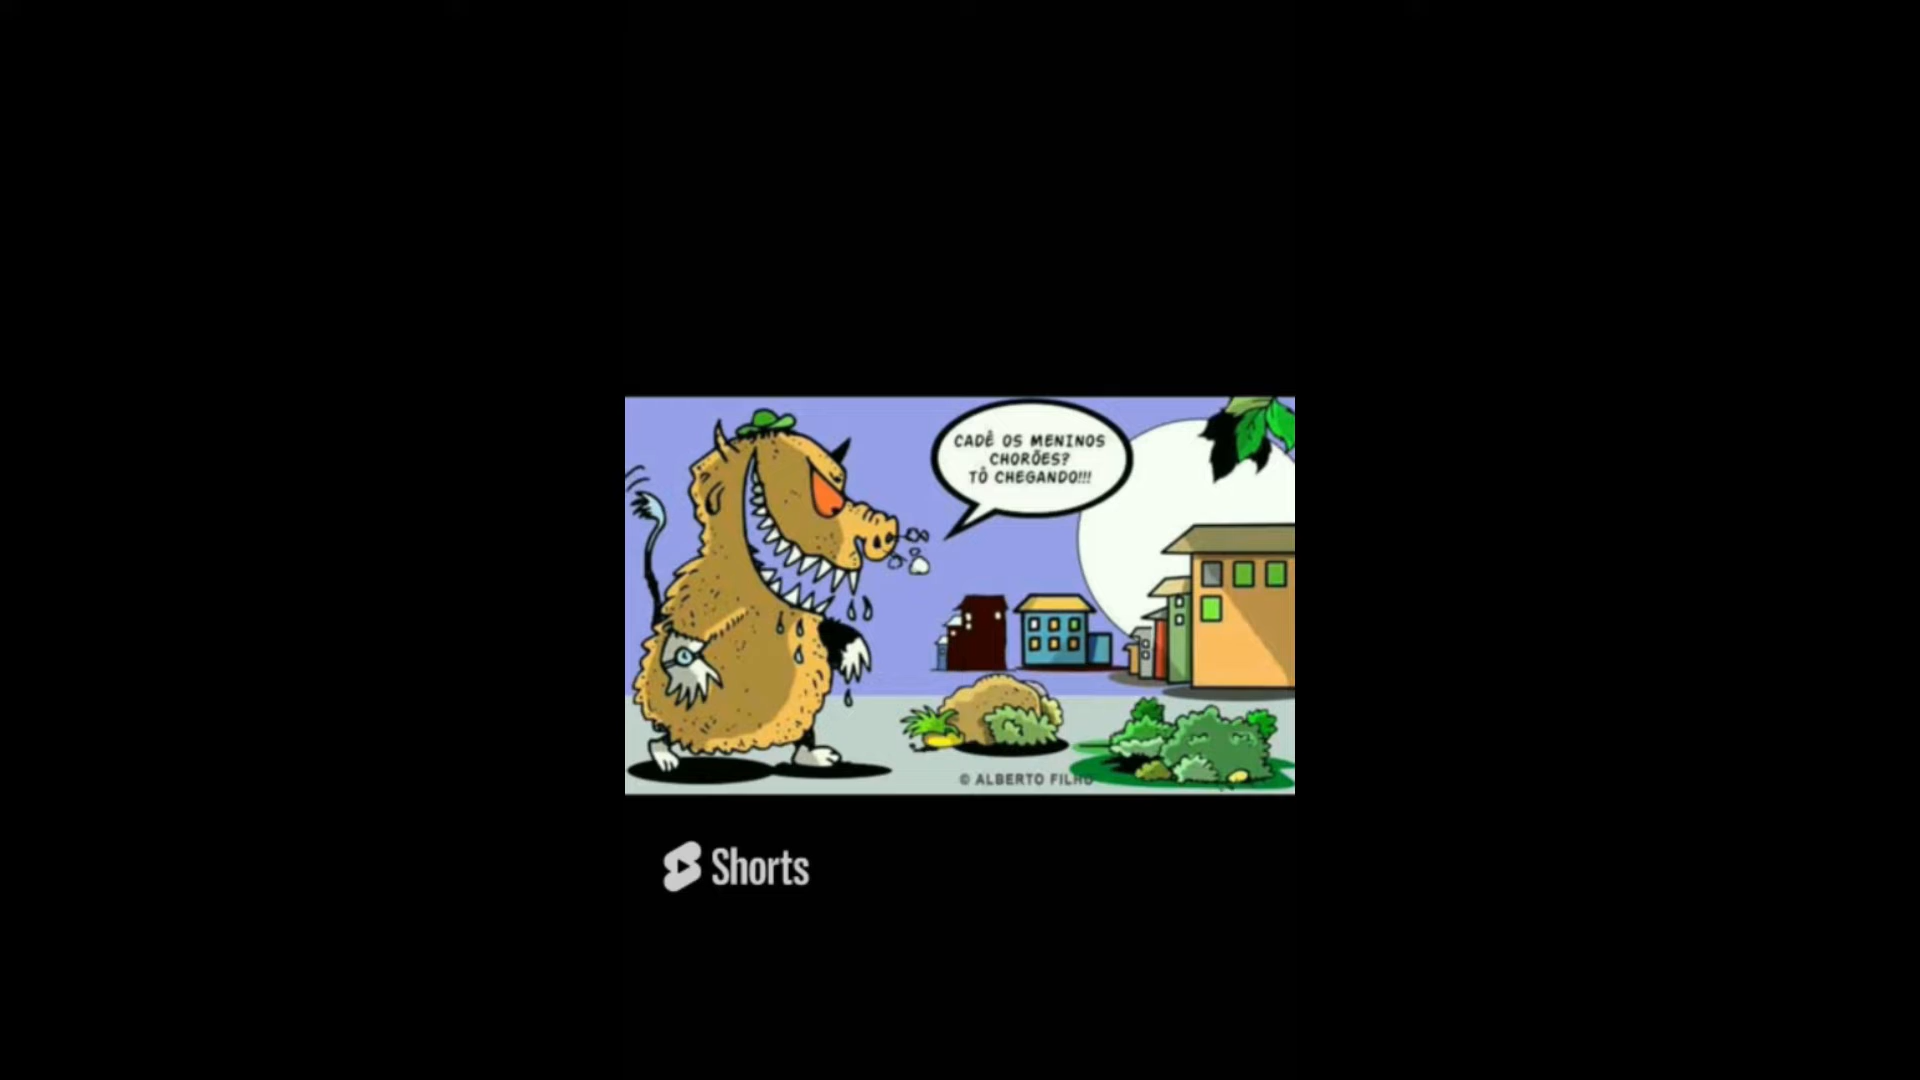 CADÊ OS MENINOS
CHORÕES?
TÔ CHEGANDO!!!
© ALBERTO FILHO
Shorts